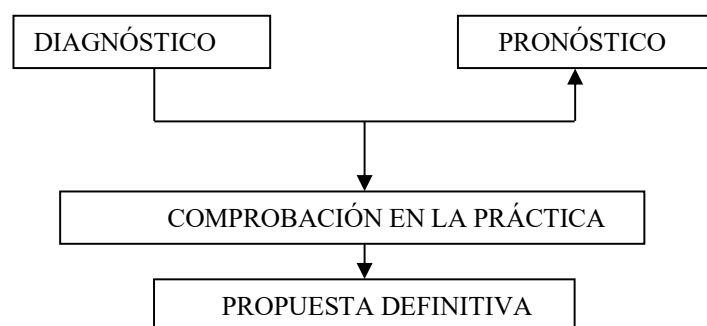 DIAGNÓSTICO
PRONÓSTICO
COMPROBACIÓN EN LA PRÁCTICA
PROPUESTA DEFINITIVA